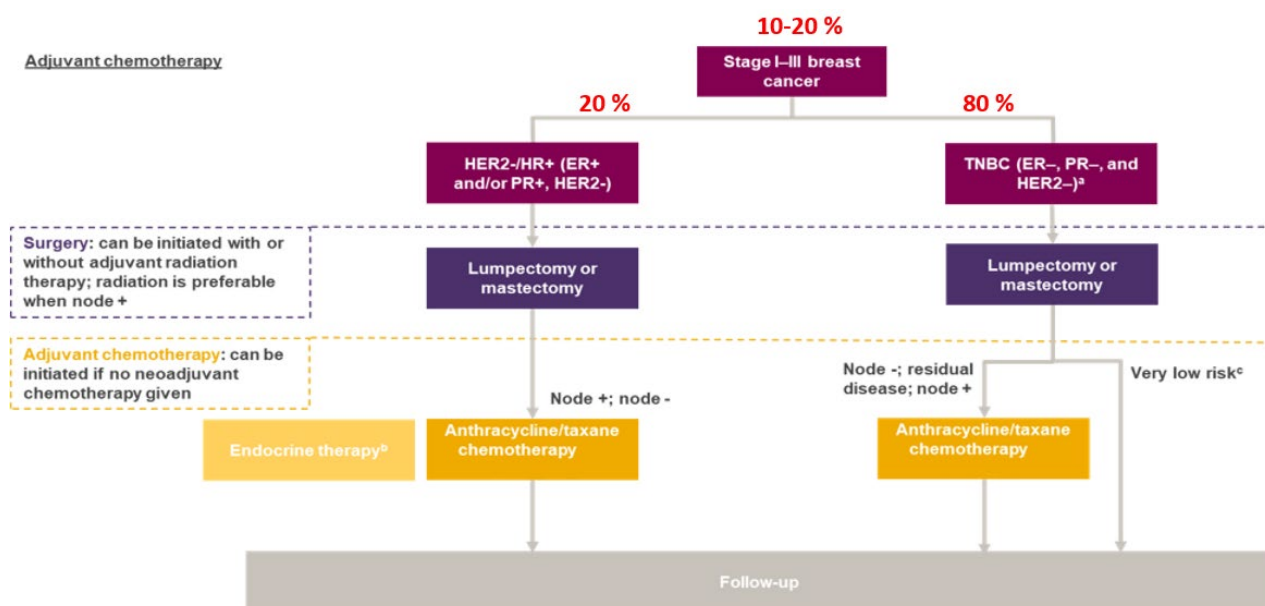 10-20 %
Adjuvant chemotherapy
Stage I–III breast
cancer
20 %
80 %
HER2-/HR+ (ER+
and/or PR+, HER2-)
TNBC (ER–, PR–, and
HER2–)ᵃ
Surgery: can be initiated with or
without adjuvant radiation
therapy; radiation is preferable
when node +
Lumpectomy or
mastectomy
Lumpectomy or
mastectomy
Adjuvant chemotherapy: can be
initiated if no neoadjuvant
chemotherapy given
Node +; node -
Node -; residual
disease; node +
Very low riskᶜ
Endocrine therapyᵇ
Anthracycline/taxane
chemotherapy
Anthracycline/taxane
chemotherapy
Follow-up